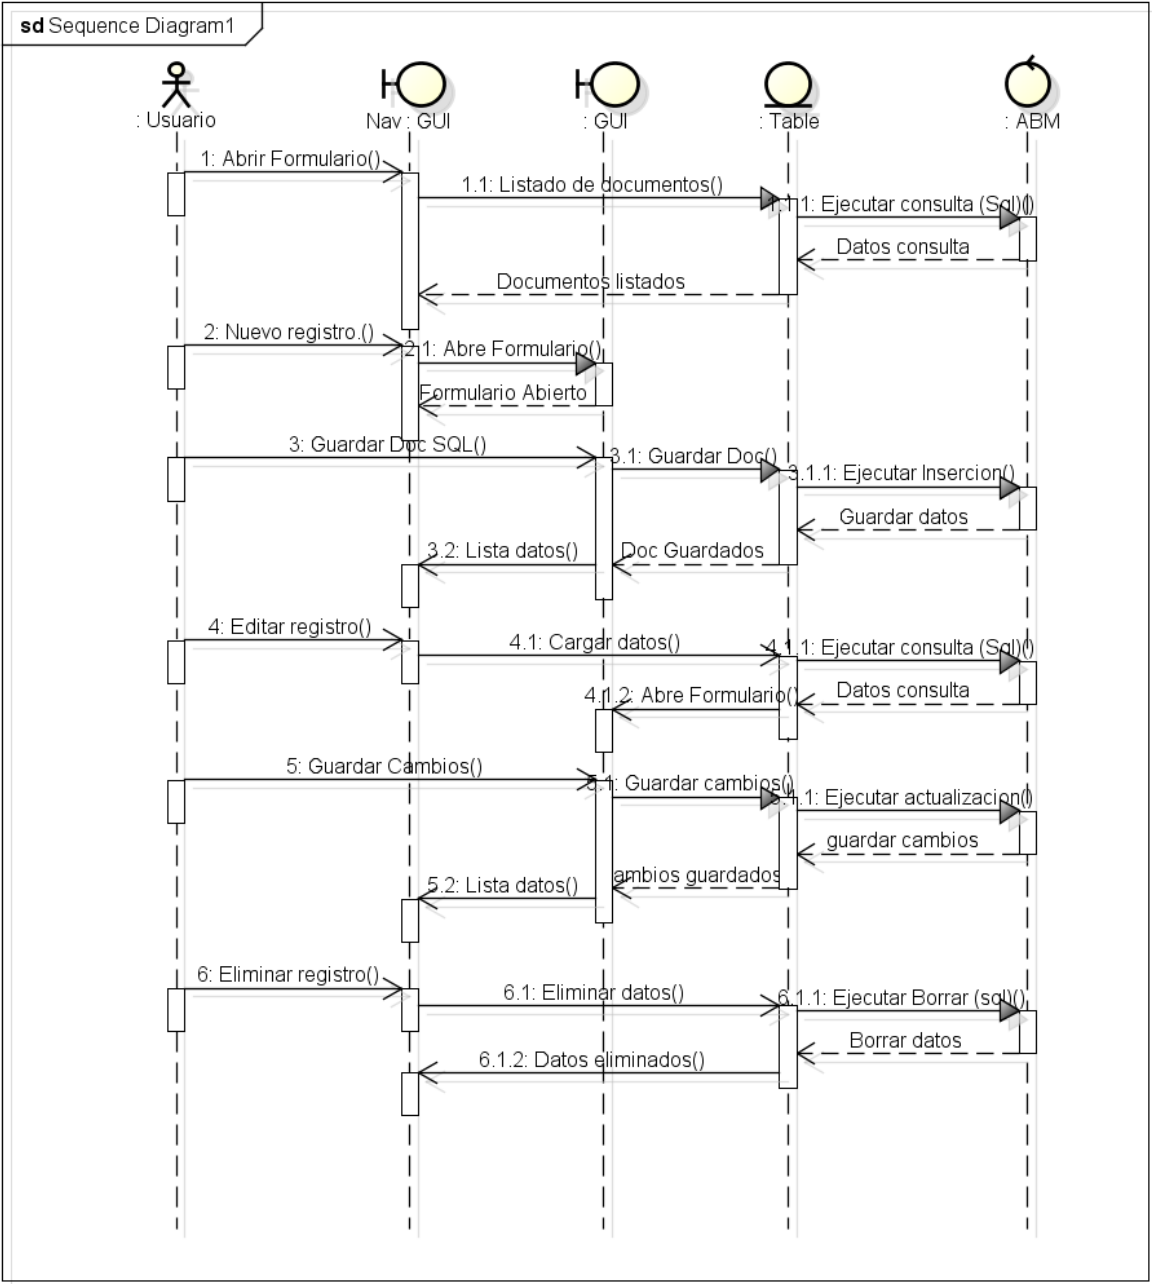 sd Sequence Diagram1
: Usuario
Nav : GUI
: GUI
: Table
: ABM
1: Abrir Formulario()
1.1: Listado de documentos()
1.1.1: Ejecutar consulta (Sql)()
Datos consulta
Documentos listados
2: Nuevo registro.()
2.1: Abre Formulario()
Formulario Abierto
3: Guardar Doc SQL()
3.1: Guardar Doc()
3.1.1: Ejecutar Insercion()
Guardar datos
3.2: Lista datos()
Doc Guardados
4: Editar registro()
4.1: Cargar datos()
4.1.1: Ejecutar consulta (Sql)()
Datos consulta
4.1.2: Abre Formulario()
5: Guardar Cambios()
5.1: Guardar cambios()
5.1.1: Ejecutar actualizacion()
guardar cambios
ambios guardados
5.2: Lista datos()
6: Eliminar registro()
6.1: Eliminar datos()
6.1.1: Ejecutar Borrar (sql)()
Borrar datos
6.1.2: Datos eliminados()